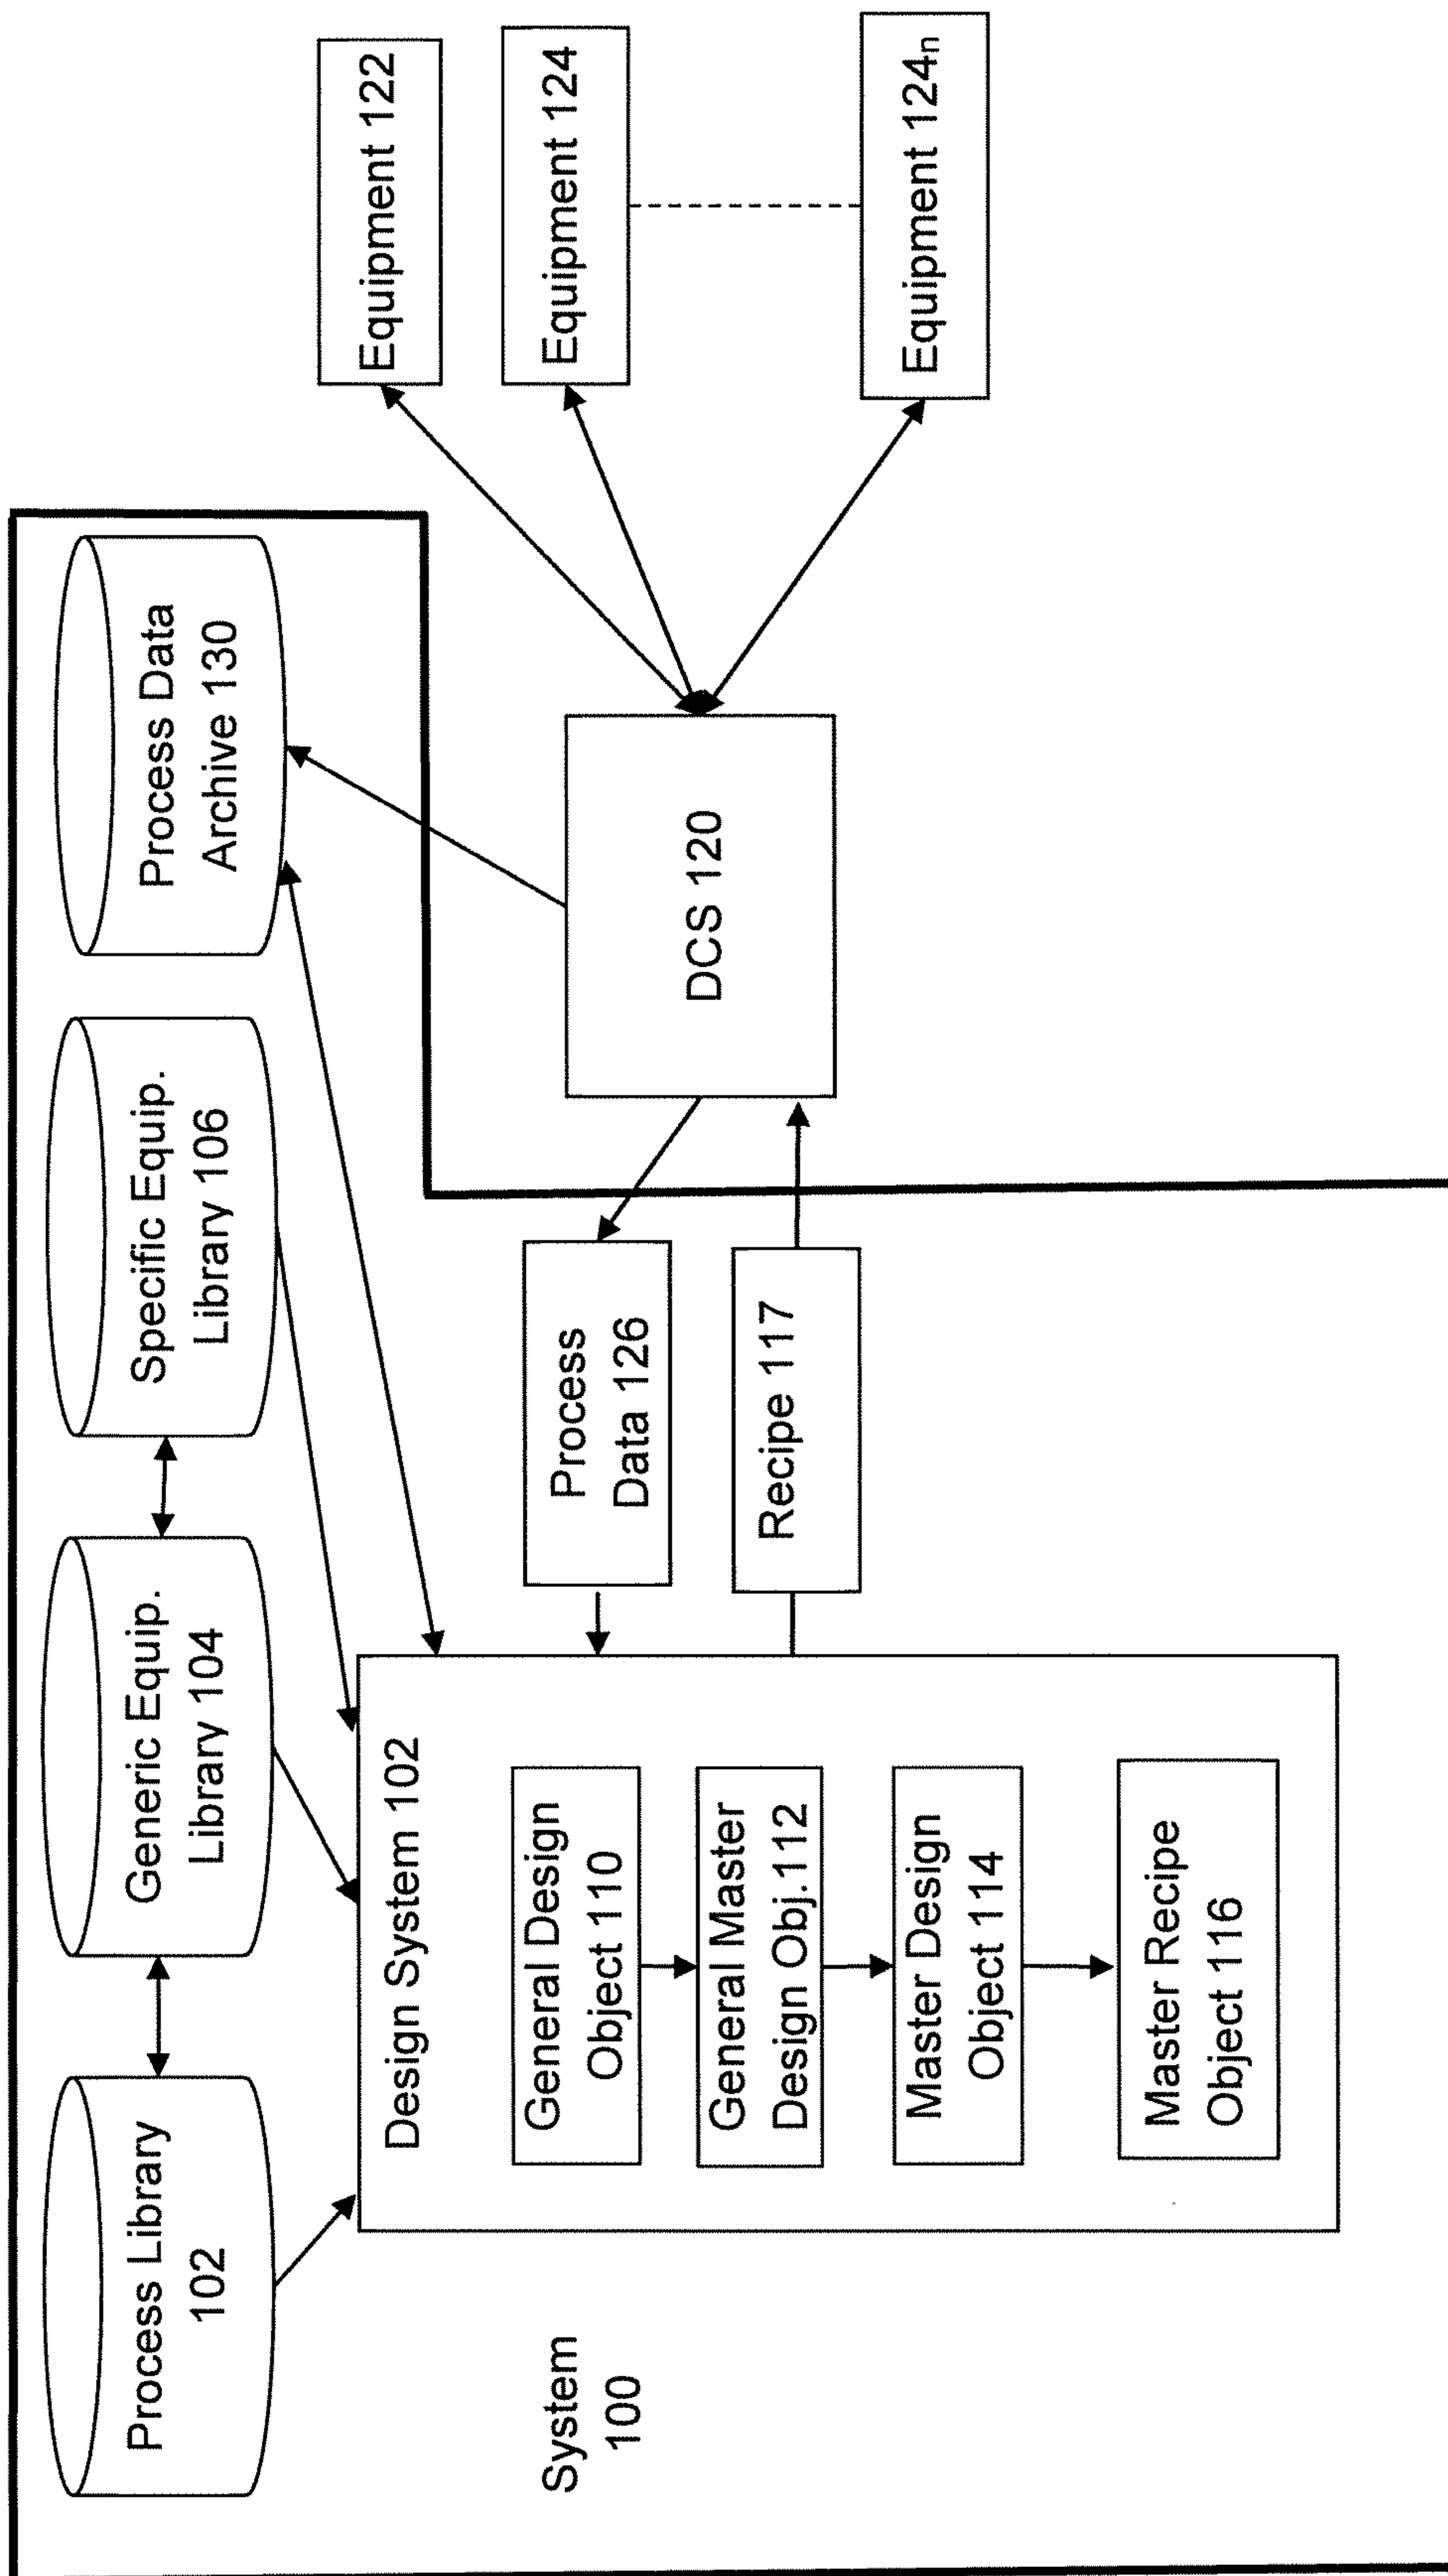 Process Library
102
Generic Equip.
Library 104
Specific Equip.
Library 106
Process Data
Archive 130
System
100
Design System 102
General Design
Object 110
General Master
Design Obj.112
Master Design
Object 114
Master Recipe
Object 116
Process
Data 126
Recipe 117
DCS 120
Equipment 122
Equipment 124
Equipment 124n